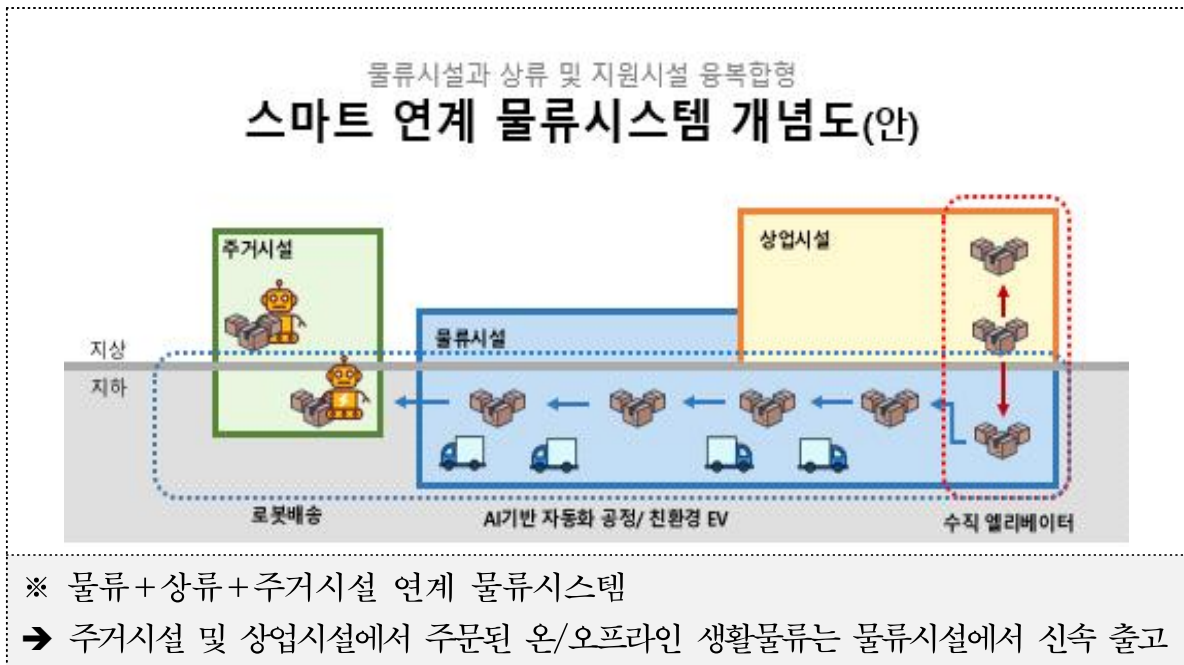 물류시설과 상류 및 지원시설 융복합형
스마트 연계 물류시스템 개념도(안)
주거시설
상업시설
물류시설
지상
지하
로봇배송
AI기반 자동화 공정/ 친환경 EV
수직 엘리베이터
※ 물류+상류+주거시설 연계 물류시스템
➔ 주거시설 및 상업시설에서 주문된 온/오프라인 생활물류는 물류시설에서 신속 출고